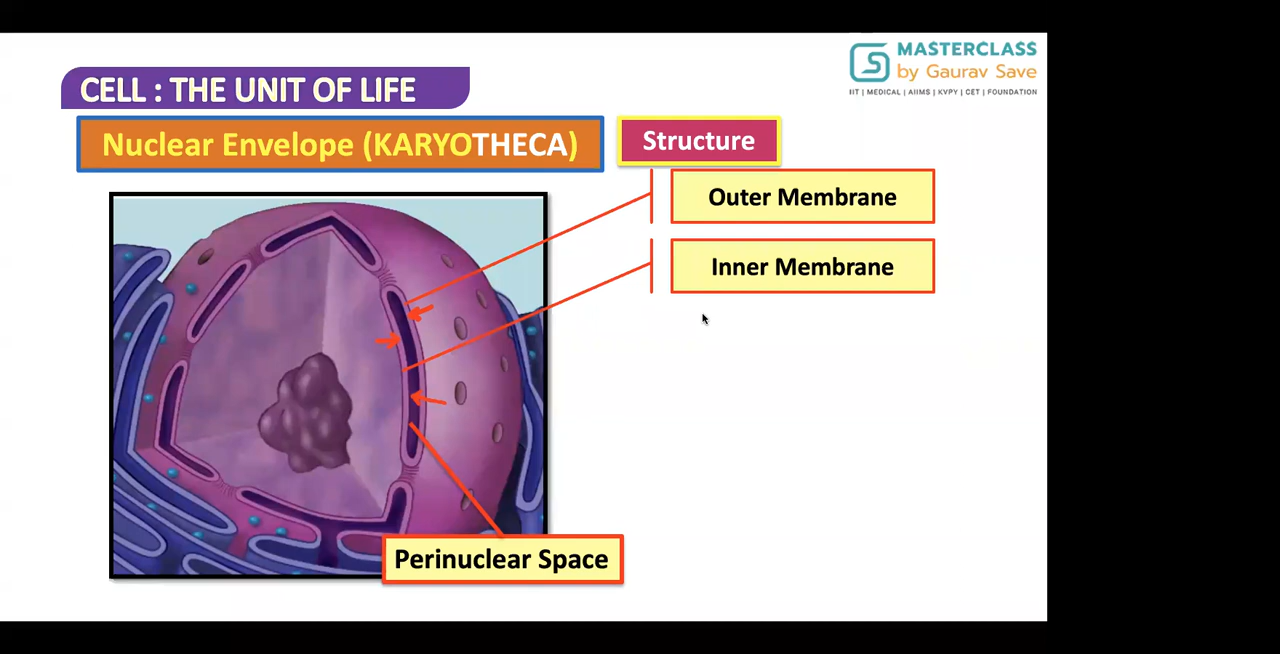 MASTERCLASS
by Gaurav Save
IIT | MEDICAL | AIIMS | KVPY | CET | FOUNDATION
CELL : THE UNIT OF LIFE
Nuclear Envelope (KARYOTHECA)
Structure
Outer Membrane
Inner Membrane
Perinuclear Space